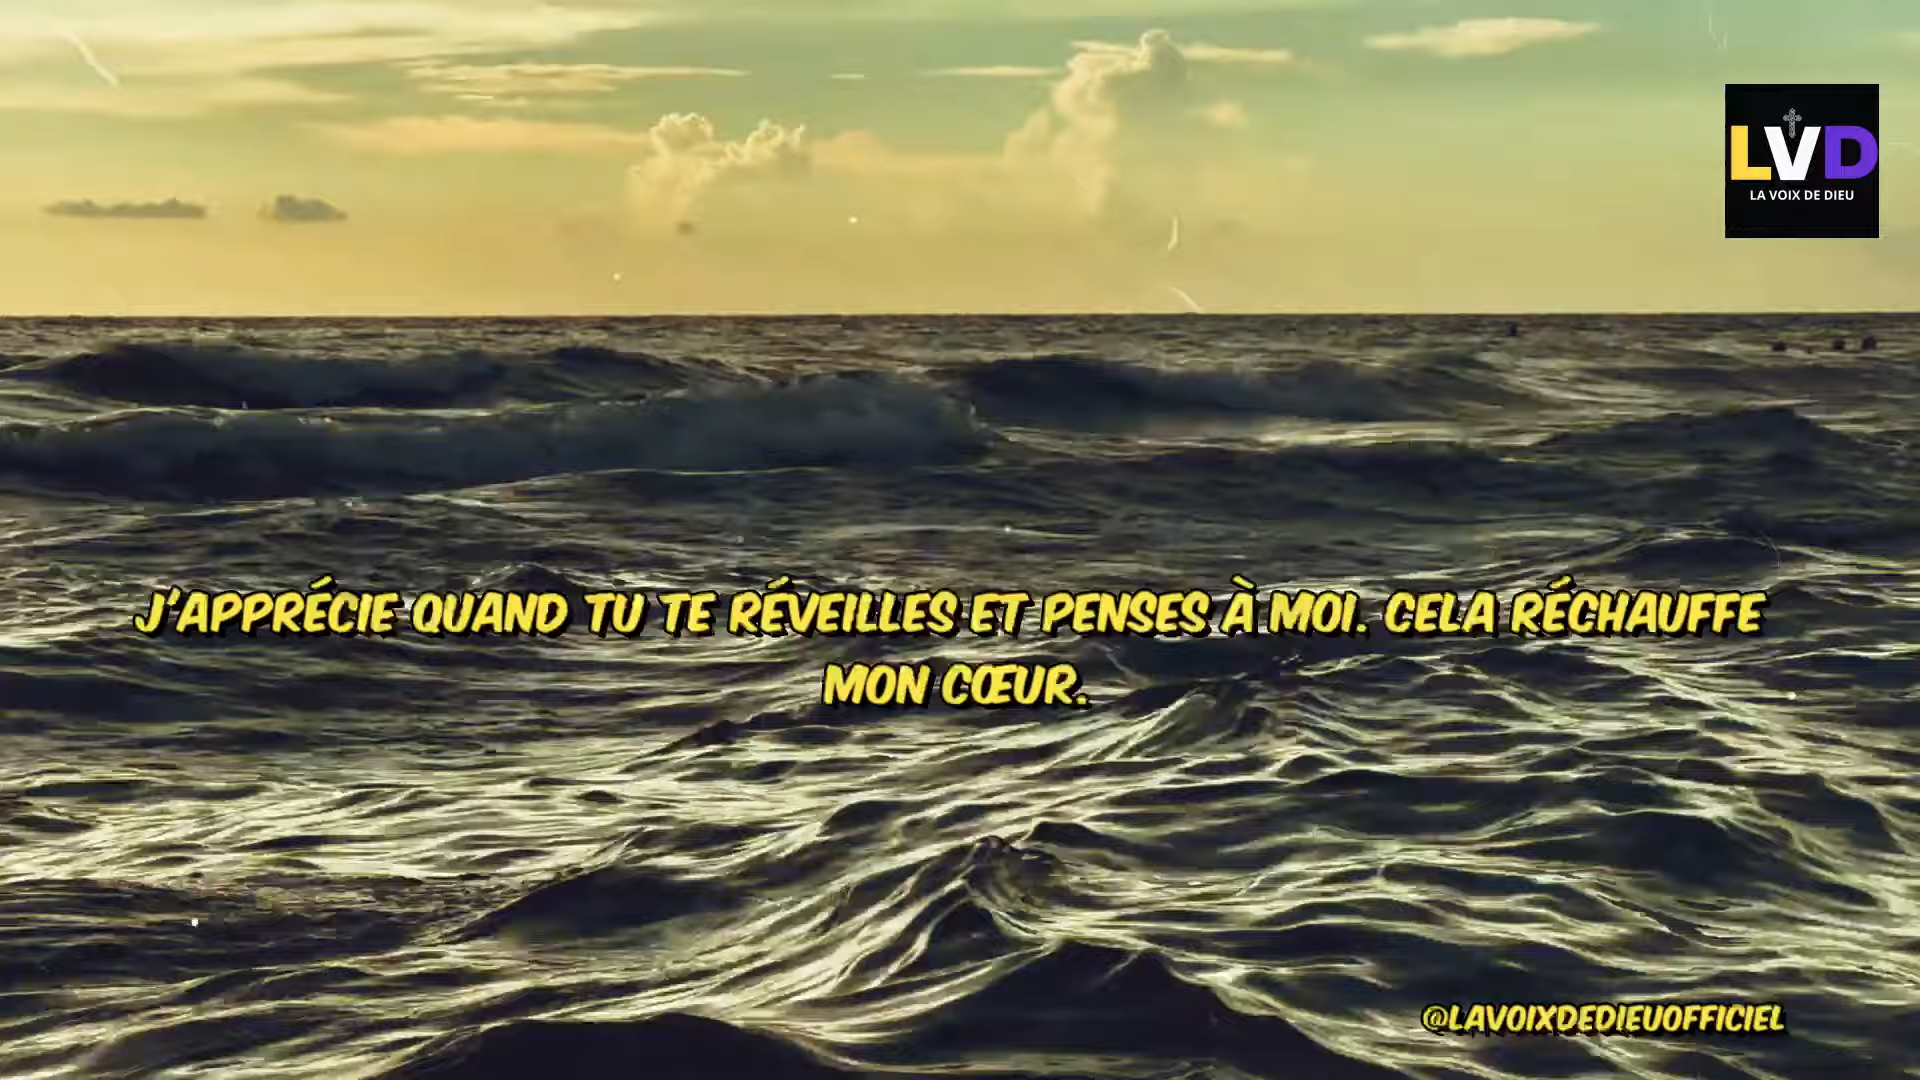 LVD
LA VOIX DE DIEU
J'APPRÉCIE QUAND TU TE RÉVEILLES ET PENSES À MOI. CELA RÉCHAUFFE
MON CŒUR.
@LAVOIXDEDIEUOFFICIEL